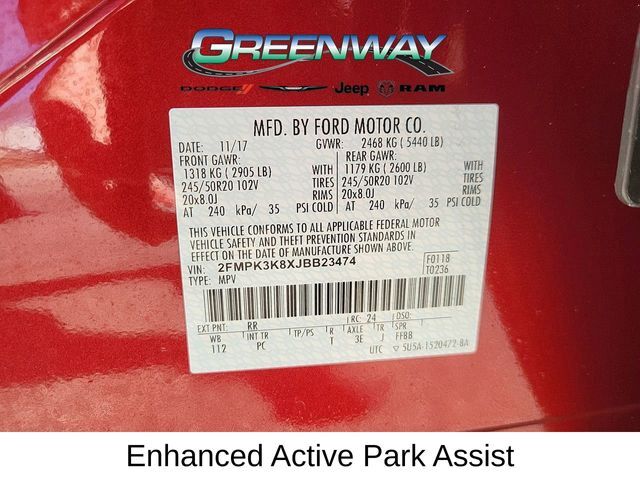 GREENWAY
DODGE Jeep RAM
MFD. BY FORD MOTOR CO.
DATE: 11/17 GVWR: 2468 KG ( 5440 LB)
FRONT GAWR: REAR GAWR:
1318 KG ( 2905 LB) WITH 1179 KG ( 2600 LB) WITH
245/50R20 102V TIRES 245/50R20 102V TIRES
20x8.0J RIMS 20x8.0J RIMS
AT 240 kPa/ 35 PSI COLD AT 240 kPa/ 35 PSI COLD
THIS VEHICLE CONFORMS TO ALL APPLICABLE FEDERAL MOTOR
VEHICLE SAFETY AND THEFT PREVENTION STANDARDS IN
EFFECT ON THE DATE OF MANUFACTURE SHOWN ABOVE.
VIN: 2FMPK3K8XJBB23474 F0118
TYPE: MPV T0236
EXT PNT: RR RC: 24 DSO:
WB INT TR TP/PS R AXLE TR SPR
112 PC T 3E J FFBB
UTC ▽ 5U5A-1520472-BA
Enhanced Active Park Assist